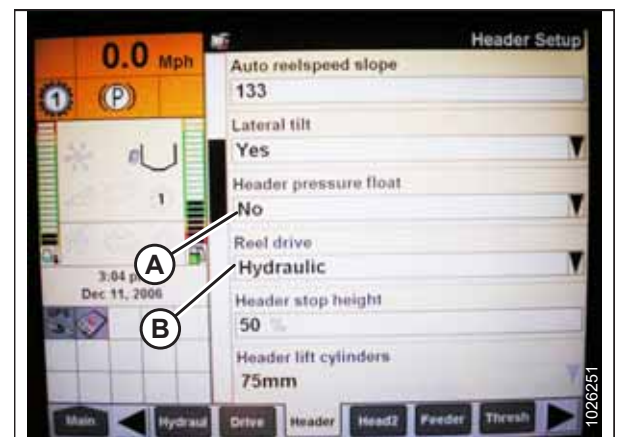 0.0 Mph
Header Setup
1
(P)
Auto reelspeed slope
133
Lateral tilt
Yes
Header pressure float
No
Reel drive
Hydraulic
Header stop height
50 %
Header lift cylinders
75mm
1
A
B
3:04
Dec 11, 2006
Main
Hydraul
Drive
Header
Head2
Feeder
Thresh
1026251